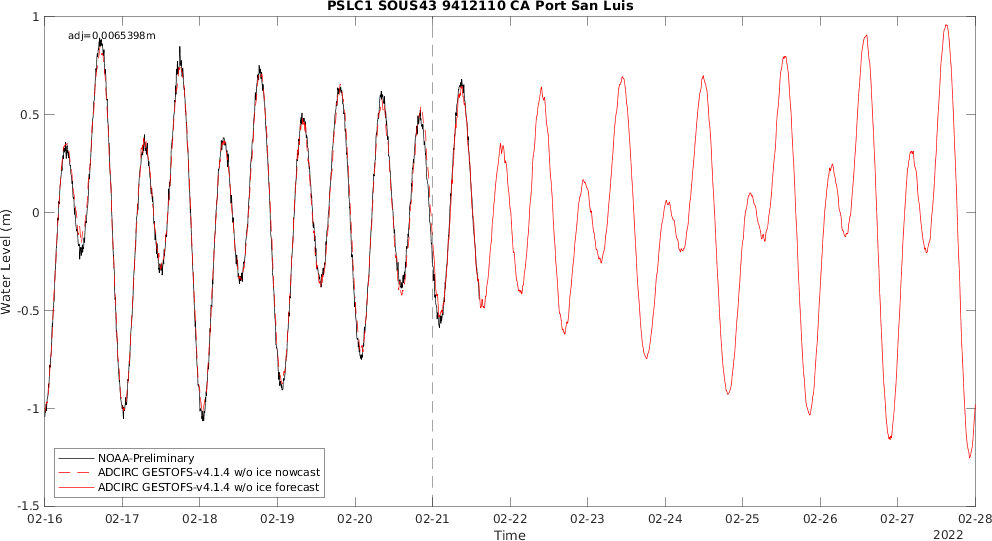 PSLC1 SOUS43 9412110 CA Port San Luis
adj=0.0065398m
1
0.5
0
-0.5
-1
-1.5
Water Level (m)
NOAA-Preliminary
ADCIRC GESTOFS-v4.1.4 w/o ice nowcast
ADCIRC GESTOFS-v4.1.4 w/o ice forecast
02-16 02-17 02-18 02-19 02-20 02-21 02-22 02-23 02-24 02-25 02-26 02-27 02-28
Time
2022